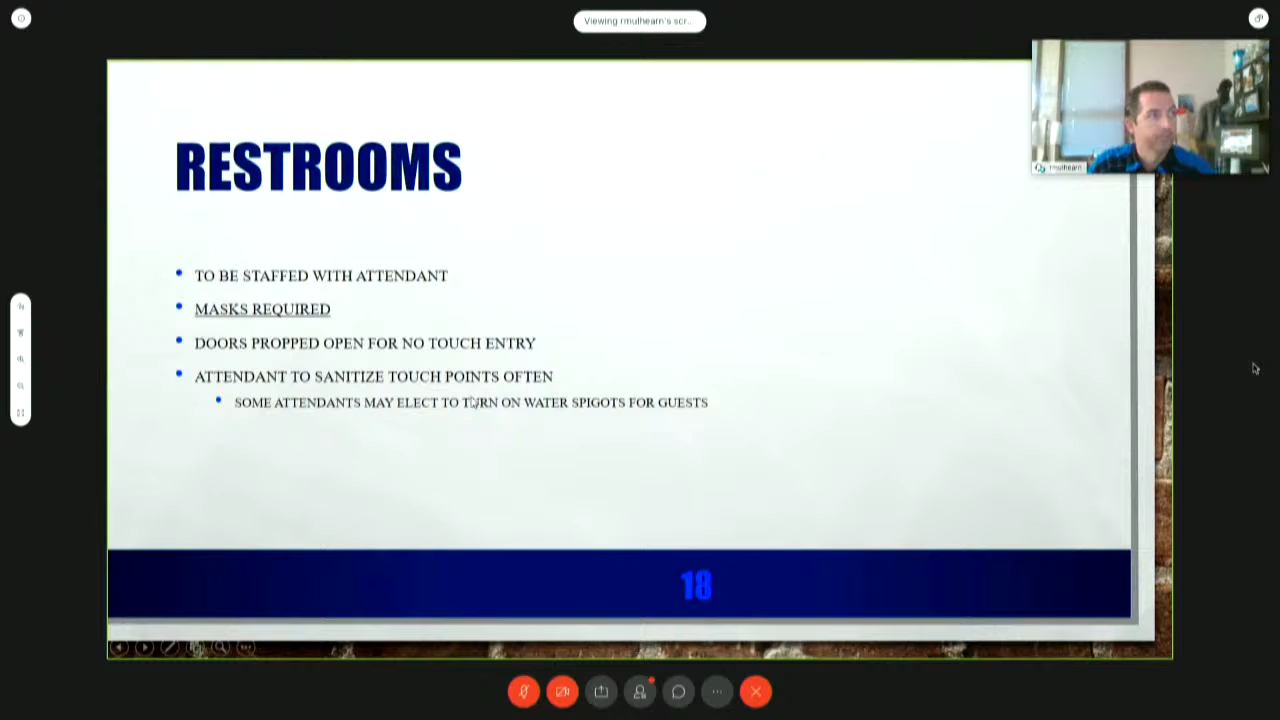 Viewing rmulhearn's scr...
rmulhearn
RESTROOMS
TO BE STAFFED WITH ATTENDANT
MASKS REQUIRED
DOORS PROPPED OPEN FOR NO TOUCH ENTRY
ATTENDANT TO SANITIZE TOUCH POINTS OFTEN
SOME ATTENDANTS MAY ELECT TO TURN ON WATER SPIGOTS FOR GUESTS
18